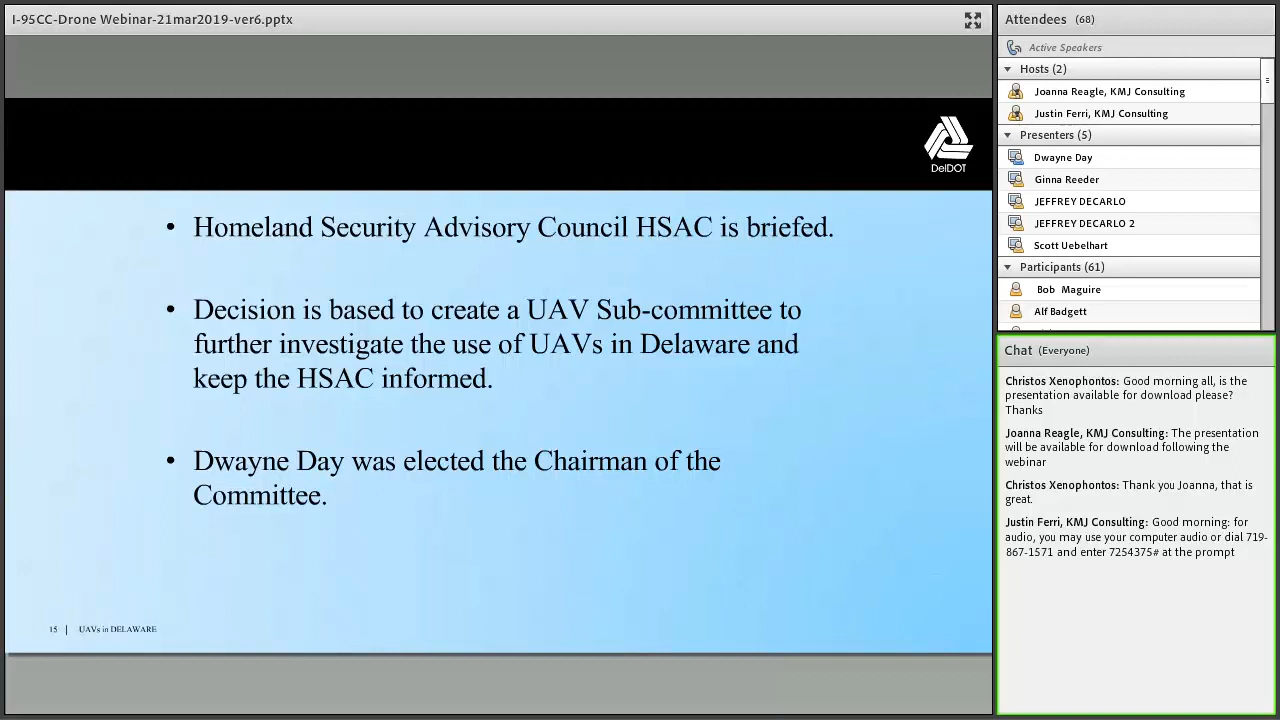 I-95CC-Drone Webinar-21mar2019-ver6.pptx
DelDOT
• Homeland Security Advisory Council HSAC is briefed.
• Decision is based to create a UAV Sub-committee to
further investigate the use of UAVs in Delaware and
keep the HSAC informed.
• Dwayne Day was elected the Chairman of the
Committee.
15 | UAVs in DELAWARE
Attendees (68)
Active Speakers
Hosts (2)
Joanna Reagle, KMJ Consulting
Justin Ferri, KMJ Consulting
Presenters (5)
Dwayne Day
Ginna Reeder
JEFFREY DECARLO
JEFFREY DECARLO 2
Scott Uebelhart
Participants (61)
Bob Maguire
Alf Badgett
Chat (Everyone)
Christos Xenophontos: Good morning all, is the
presentation available for download please?
Thanks
Joanna Reagle, KMJ Consulting: The presentation
will be available for download following the
webinar
Christos Xenophontos: Thank you Joanna, that is
great.
Justin Ferri, KMJ Consulting: Good morning: for
audio, you may use your computer audio or dial 719-
867-1571 and enter 7254375# at the prompt